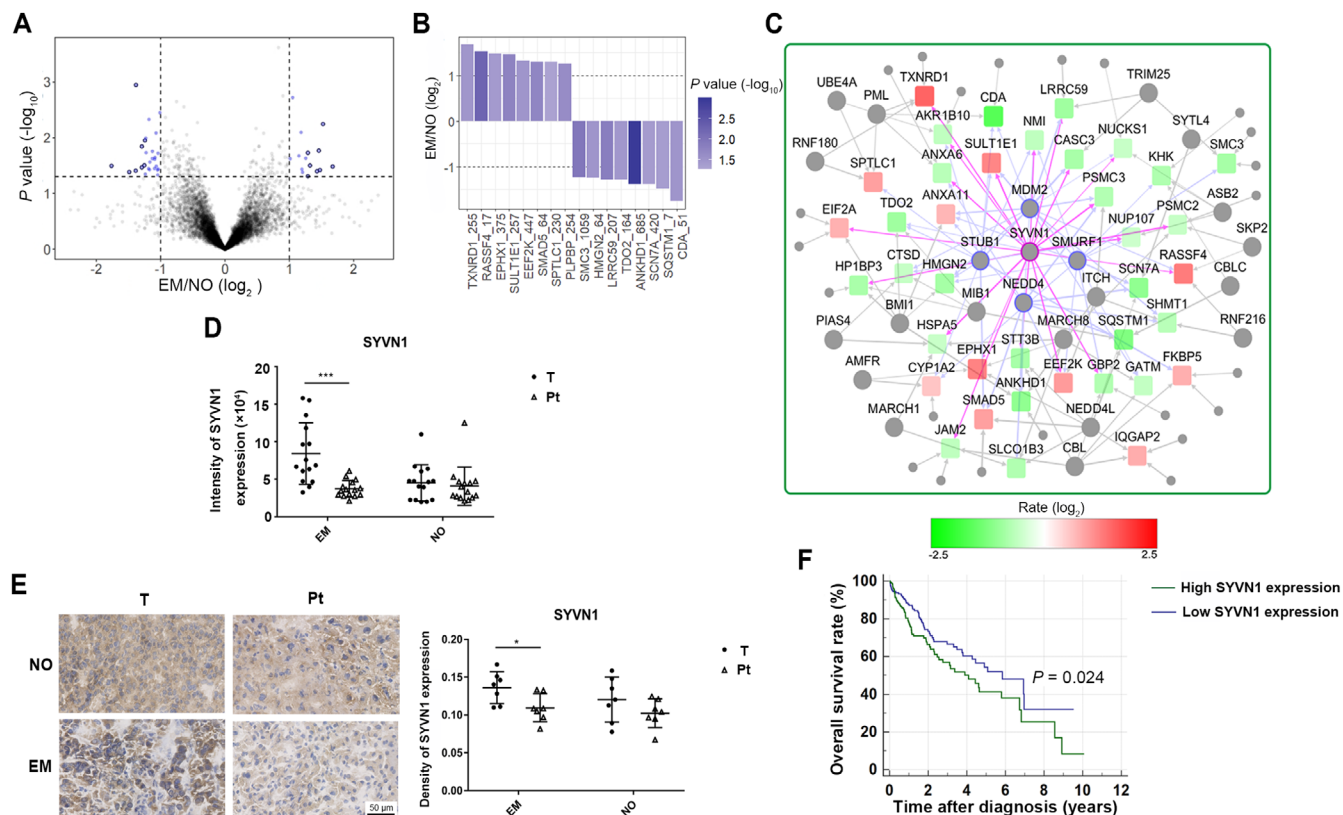 A
P value (-log10)
3
2
1
0
-2
-1
0
1
2
EM/NO (log2 )
B
EM/NO (log2)
1
0
-1
TXNRD1_255
RASSF4_117
EPHX1_375
SULT1E1_257
EEF2K_447
SMAD5_64
SPTLC1_230
PLPBP_254
SMC3_1059
HMGN2_64
LRRC59_207
TDO2_164
ANKHD1_685
SCN7A_420
SQSTM1_7
CDA_51
P value (-log10)
2.5
2.0
1.5
C
UBE4A
TXNRD1
PML
CDA
LRRC59
TRIM25
AKR1B10
NMI
NUCKS1
SYTL4
RNF180
SULT1E1
CASC3
SPTLC1
ANXA6
KHK
SMC3
MDM2
PSMC3
ANXA11
ASB2
EIF2A
TDO2
PSMC2
NUP107
SYVN1
SKP2
STUB1
SMURF1
RASSF4
CTSD
HMGN2
SCN7A
CBLC
HP1BP3
NEDD4
ITCH
MIB1
SHMT1
BMI1
SQSTM1
PIAS4
MARCH8
RNF216
HSPA5
STT3B
AMFR
EPHX1
EEF2K
GBP2
FKBP5
CYP1A2
GATM
ANKHD1
SMAD5
NEDD4L
MARCH1
JAM2
CBL
IQGAP2
SLCO1B3
Rate (log2)
-2.5
2.5
D
SYVN1
Intensity of SYVN1
expression (×10⁴)
20
15
10
5
0
***
EM
NO
T
Pt
E
T
Pt
NO
EM
50 µm
SYVN1
Density of SYVN1 expression
0.20
0.15
0.10
0.05
0.00
*
EM
NO
T
Pt
F
Overall survival rate (%)
100
90
80
60
40
20
0
0
2
4
6
8
10
12
Time after diagnosis (years)
P = 0.024
High SYVN1 expression
Low SYVN1 expression